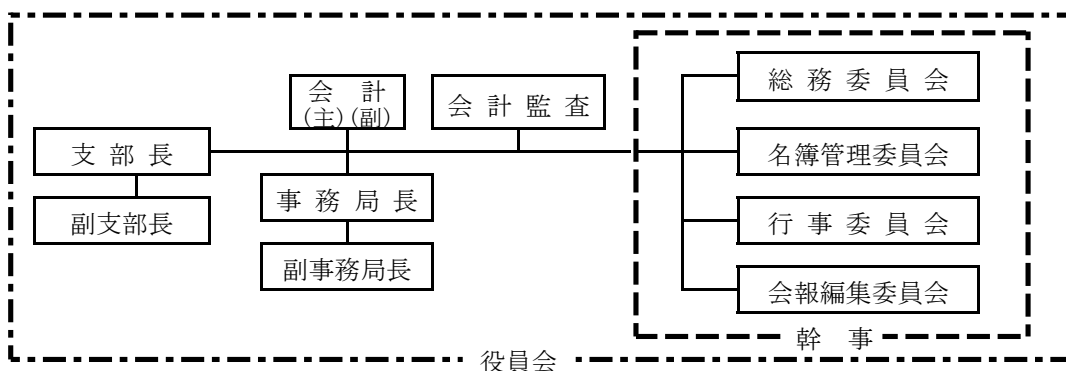 会計
(主)(副)
会計監査
支部長
副支部長
事務局長
副事務局長
総務委員会
名簿管理委員会
行事委員会
会報編集委員会
幹事
役員会